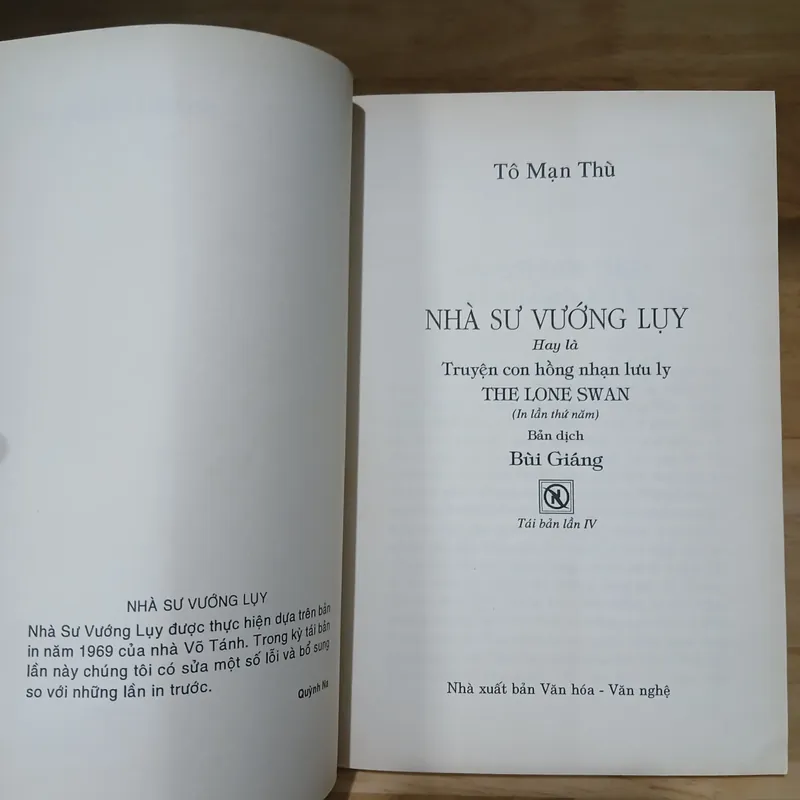 NHÀ SƯ VƯỚNG LỤY
Nhà Sư Vướng Lụy được thực hiện dựa trên bản
in năm 1969 của nhà Võ Tánh. Trong kỳ tái bản
lần này chúng tôi có sửa một số lỗi và bổ sung
so với những lần in trước.
Quỳnh Na
Tô Mạn Thù
NHÀ SƯ VƯỚNG LỤY
Hay là
Truyện con hồng nhạn lưu ly
THE LONE SWAN
(In lần thứ năm)
Bản dịch
Bùi Giáng
N
Tái bản lần IV
Nhà xuất bản Văn hóa - Văn nghệ